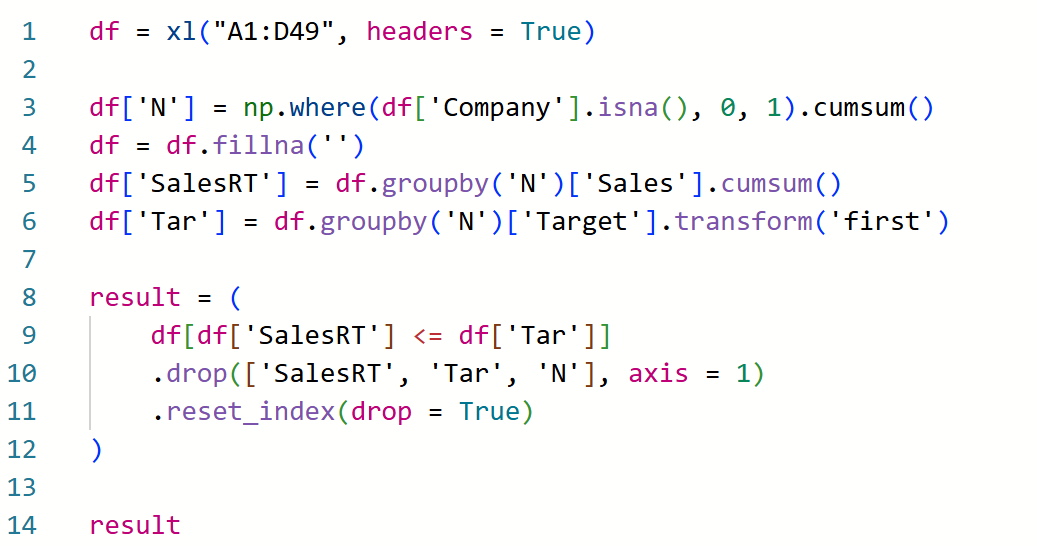 1 df = xl("A1:D49", headers = True)
2
3 df['N'] = np.where(df['Company'].isna(), 0, 1).cumsum()
4 df = df.fillna('')
5 df['SalesRT'] = df.groupby('N')['Sales'].cumsum()
6 df['Tar'] = df.groupby('N')['Target'].transform('first')
7
8 result = (
9     df[df['SalesRT'] <= df['Tar']]
10     .drop(['SalesRT', 'Tar', 'N'], axis = 1)
11     .reset_index(drop = True)
12 )
13
14 result